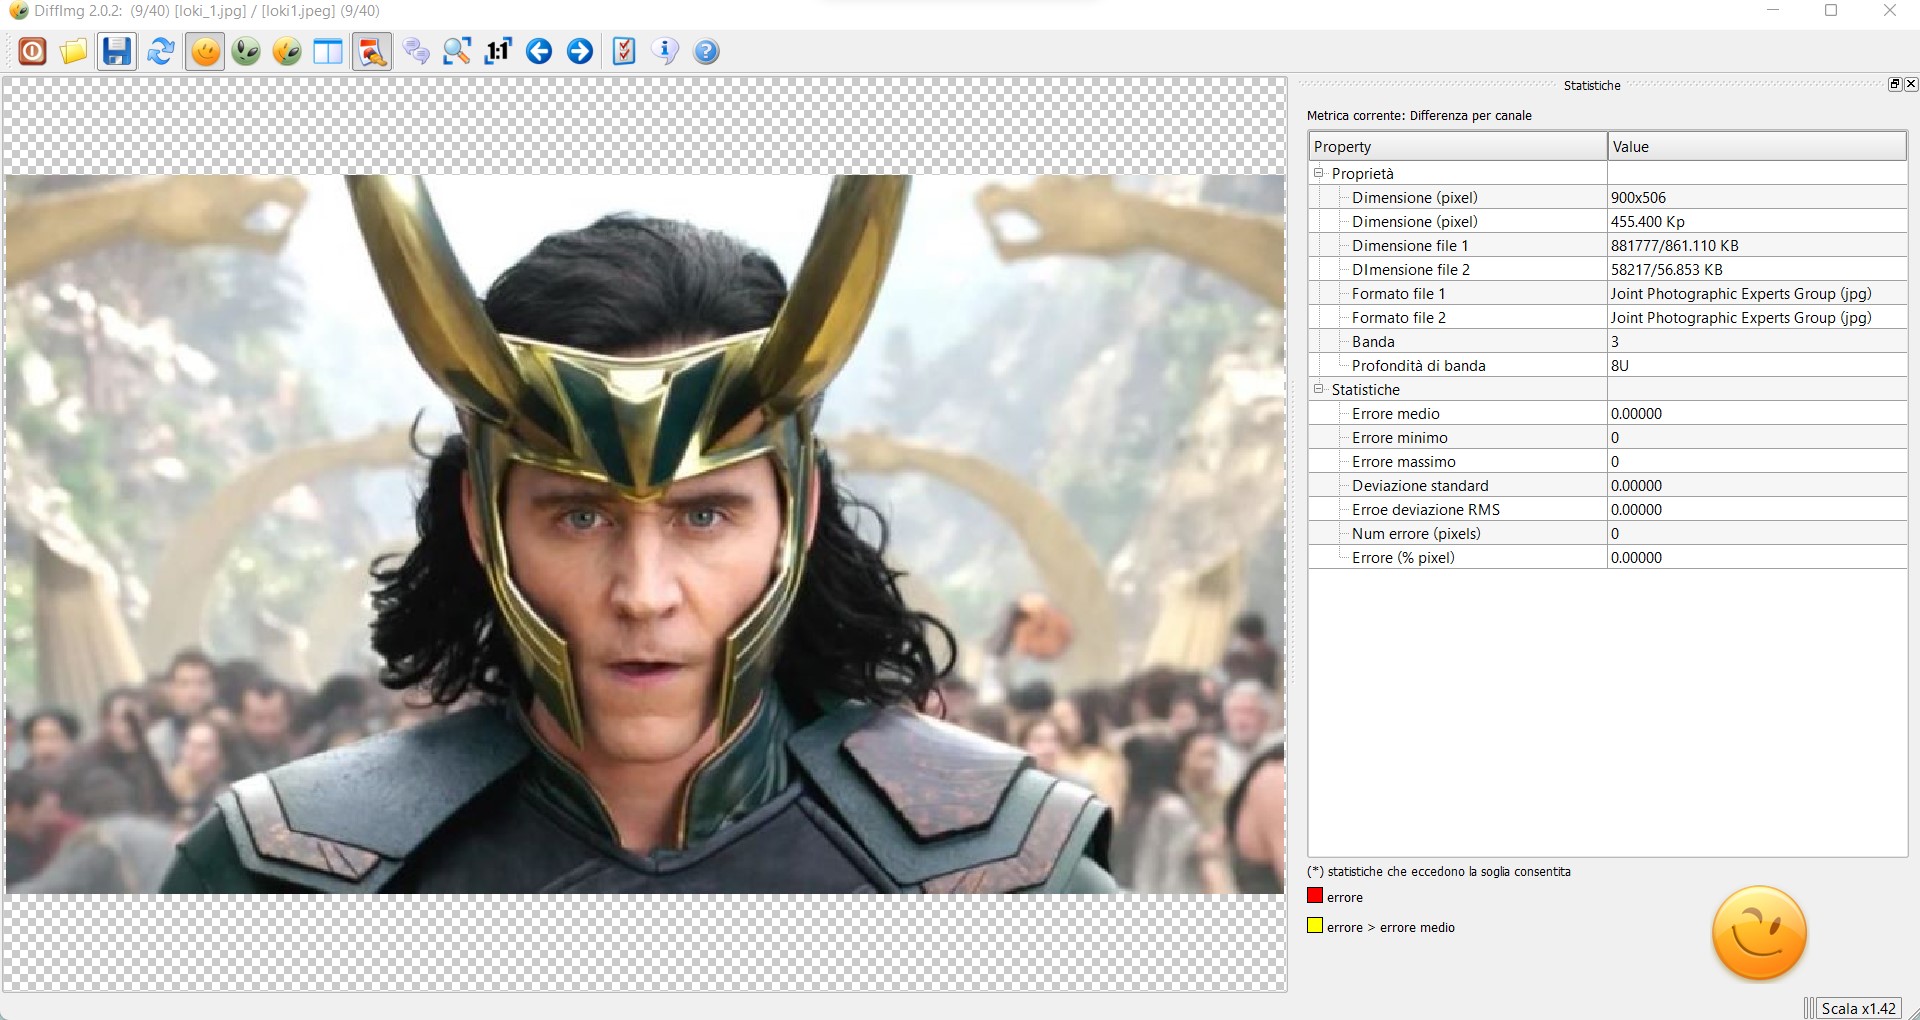 DiffImg 2.0.2: (9/40) [loki_1.jpg] / [loki1.jpeg] (9/40)
1:1
Statistiche
Metrica corrente: Differenza per canale
Property Value
Proprietà
Dimensione (pixel) 900x506
Dimensione (pixel) 455.400 Kp
Dimensione file 1 881777/861.110 KB
DImensione file 2 58217/56.853 KB
Formato file 1 Joint Photographic Experts Group (jpg)
Formato file 2 Joint Photographic Experts Group (jpg)
Banda 3
Profondità di banda 8U
Statistiche
Errore medio 0.00000
Errore minimo 0
Errore massimo 0
Deviazione standard 0.00000
Erroe deviazione RMS 0.00000
Num errore (pixels) 0
Errore (% pixel) 0.00000
(*) statistiche che eccedono la soglia consentita
errore
errore > errore medio
Scala x1.42